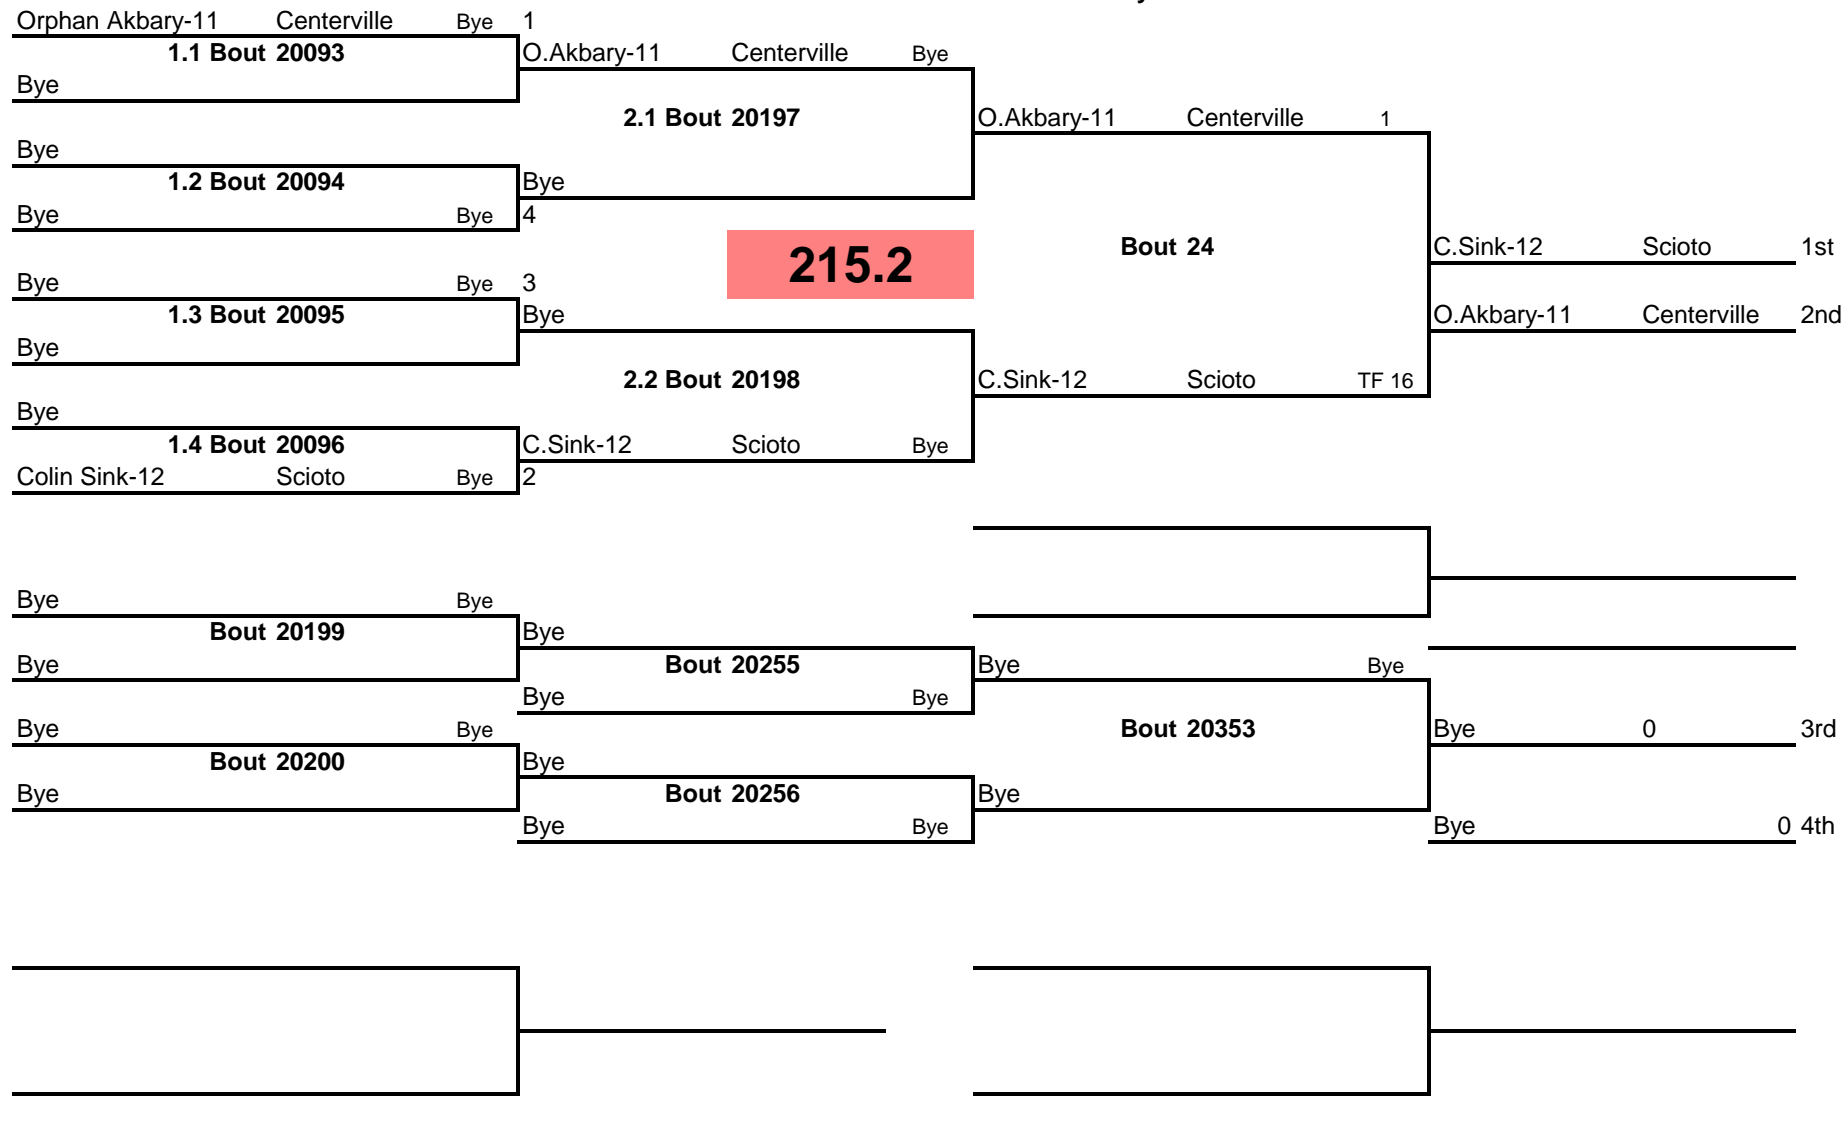 Orphan Akbary-11 Centerville Bye 1
1.1 Bout 20093 O.Akbary-11 Centerville Bye
Bye
2.1 Bout 20197 O.Akbary-11 Centerville 1
Bye
1.2 Bout 20094 Bye
Bye Bye 4
215.2 Bout 24 C.Sink-12 Scioto 1st
Bye Bye 3
1.3 Bout 20095 Bye O.Akbary-11 Centerville 2nd
Bye
2.2 Bout 20198 C.Sink-12 Scioto TF 16
Bye
1.4 Bout 20096 C.Sink-12 Scioto Bye
Colin Sink-12 Scioto Bye 2
Bye Bye
Bout 20199 Bye
Bye Bout 20255 Bye Bye
Bye Bye
Bye Bye Bout 20353 Bye 0 3rd
Bout 20200 Bye
Bye Bout 20256 Bye
Bye Bye Bye 0 4th